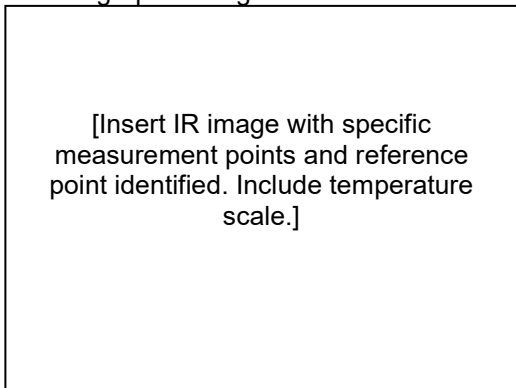 [Insert IR image with specific
measurement points and reference
point identified. Include temperature
scale.]